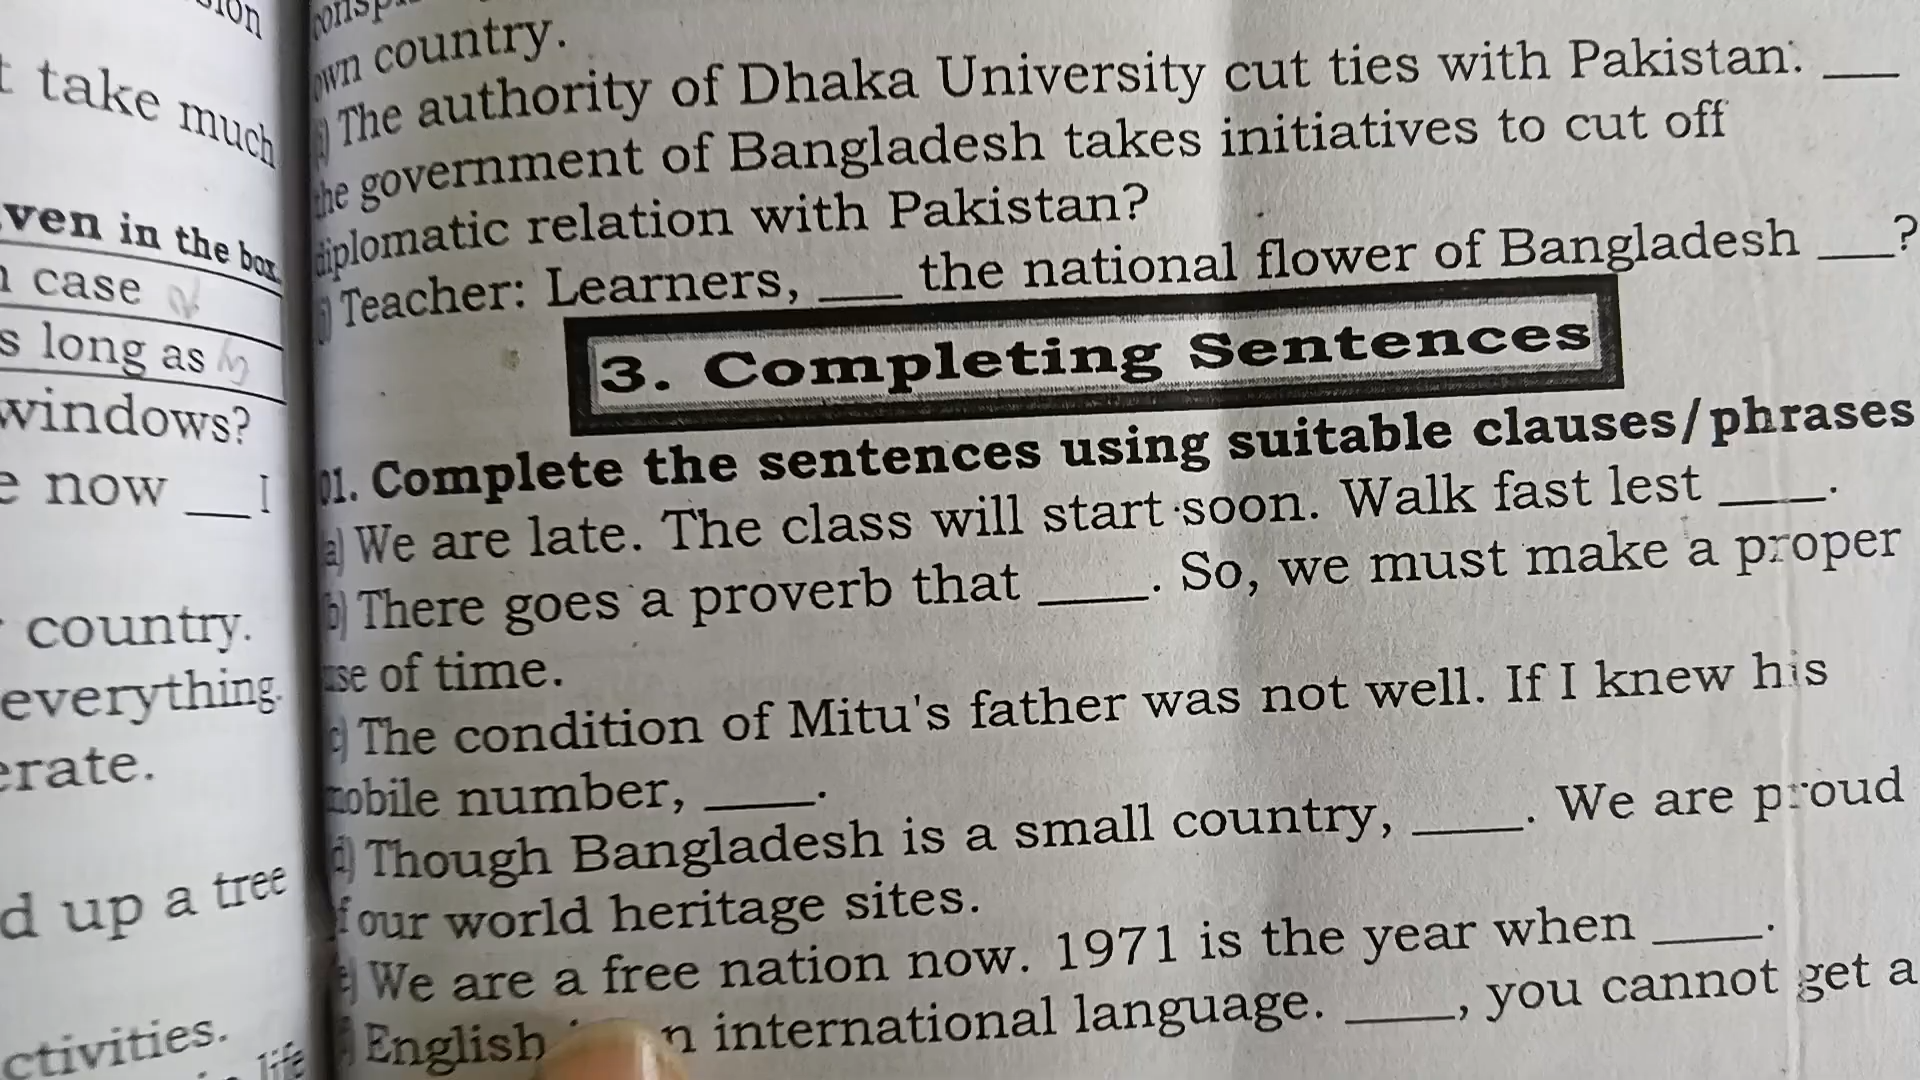 take much
ven in the box.
case
s long as
windows?
now ___ I
country.
everything.
erate.
d up a tree
ctivities.
life
own country.
The authority of Dhaka University cut ties with Pakistan. ___
the government of Bangladesh takes initiatives to cut off
diplomatic relation with Pakistan?
Teacher: Learners, ___ the national flower of Bangladesh ___?
3. Completing Sentences
01. Complete the sentences using suitable clauses/phrases
a) We are late. The class will start soon. Walk fast lest ____.
b) There goes a proverb that ____. So, we must make a proper
use of time.
c) The condition of Mitu's father was not well. If I knew his
mobile number, ____.
d) Though Bangladesh is a small country, ____. We are proud
f our world heritage sites.
e) We are a free nation now. 1971 is the year when ____.
English n international language. ____, you cannot get a